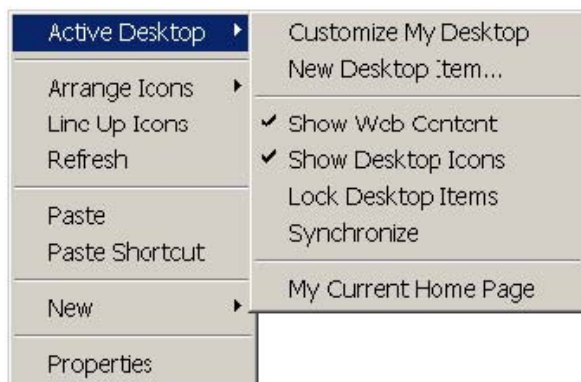 Active Desktop
Arrange Icons
Line Up Icons
Refresh
Paste
Paste Shortcut
New
Properties
Customize My Desktop
New Desktop Item...
Show Web Content
Show Desktop Icons
Lock Desktop Items
Synchronize
My Current Home Page